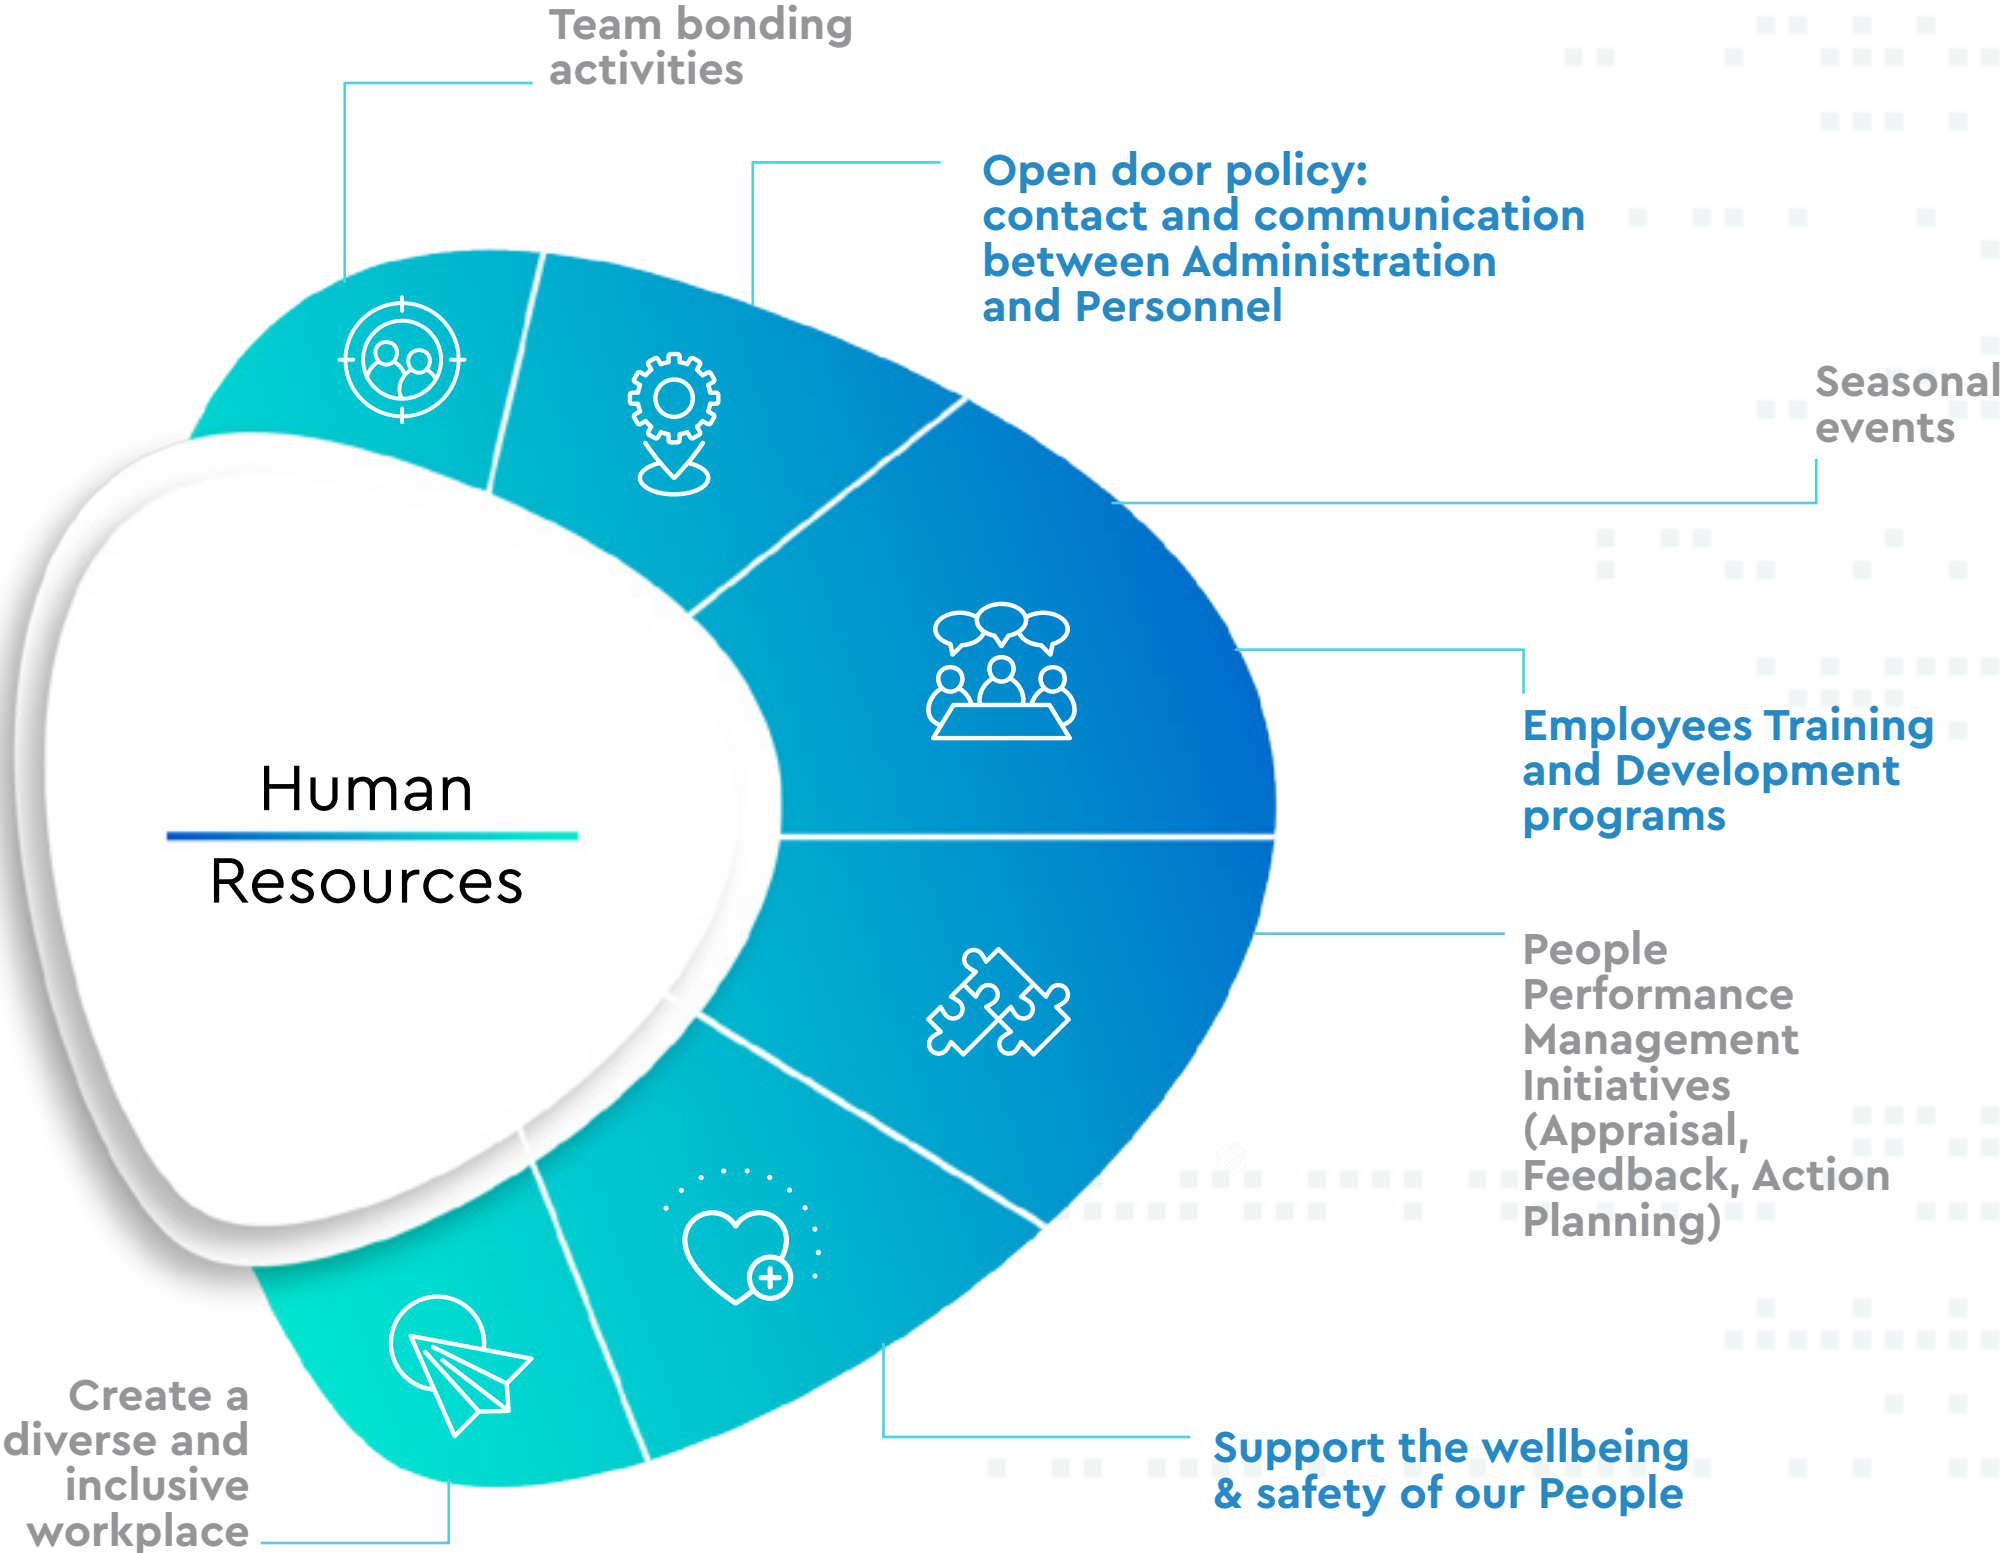 Team bonding
activities
Open door policy:
contact and communication
between Administration
and Personnel
Seasonal
events
Human
Resources
Employees Training
and Development
programs
People
Performance
Management
Initiatives
(Appraisal,
Feedback, Action
Planning)
Support the wellbeing
& safety of our People
Create a
diverse and
inclusive
workplace